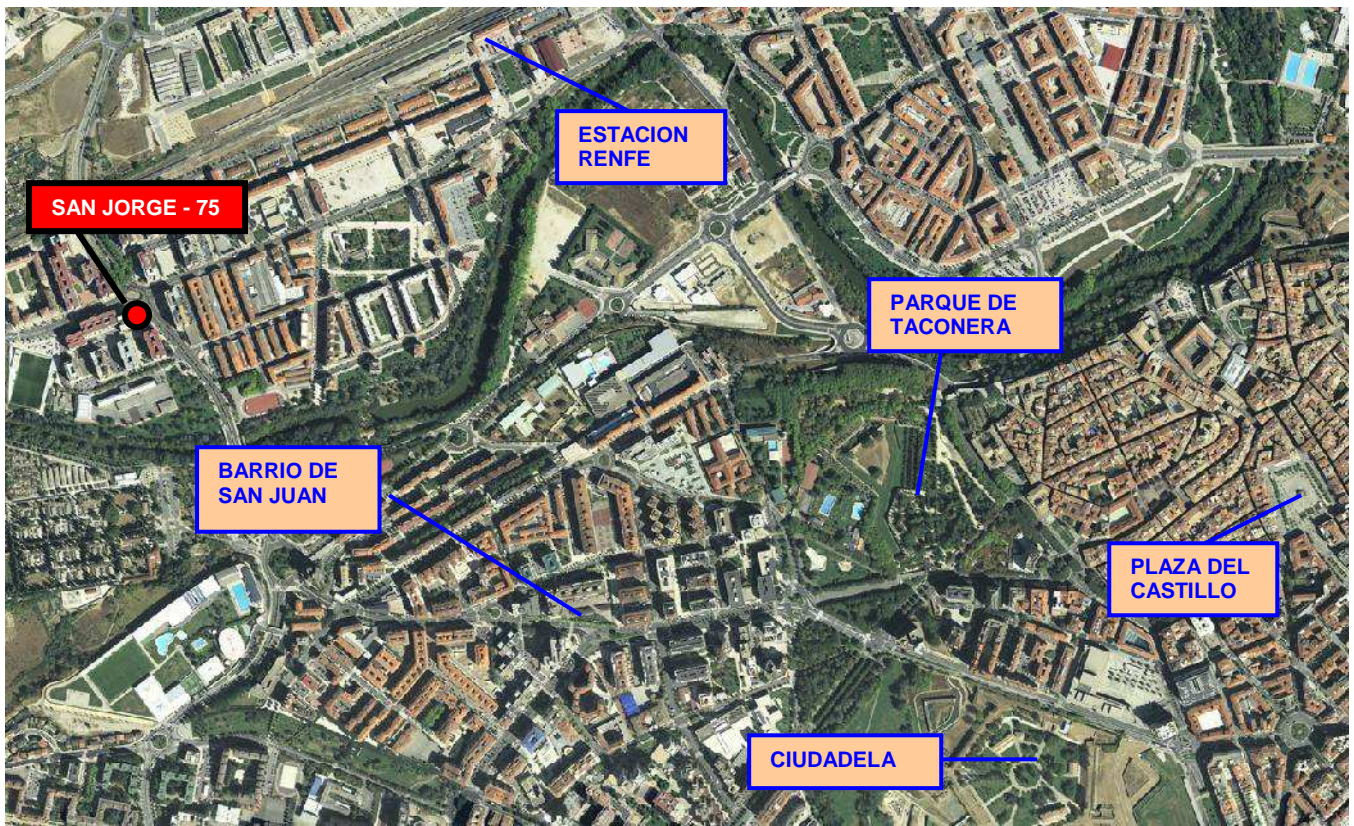 ESTACION
RENFE
SAN JORGE - 75
PARQUE DE
TACONERA
BARRIO DE
SAN JUAN
PLAZA DEL
CASTILLO
CIUDADELA